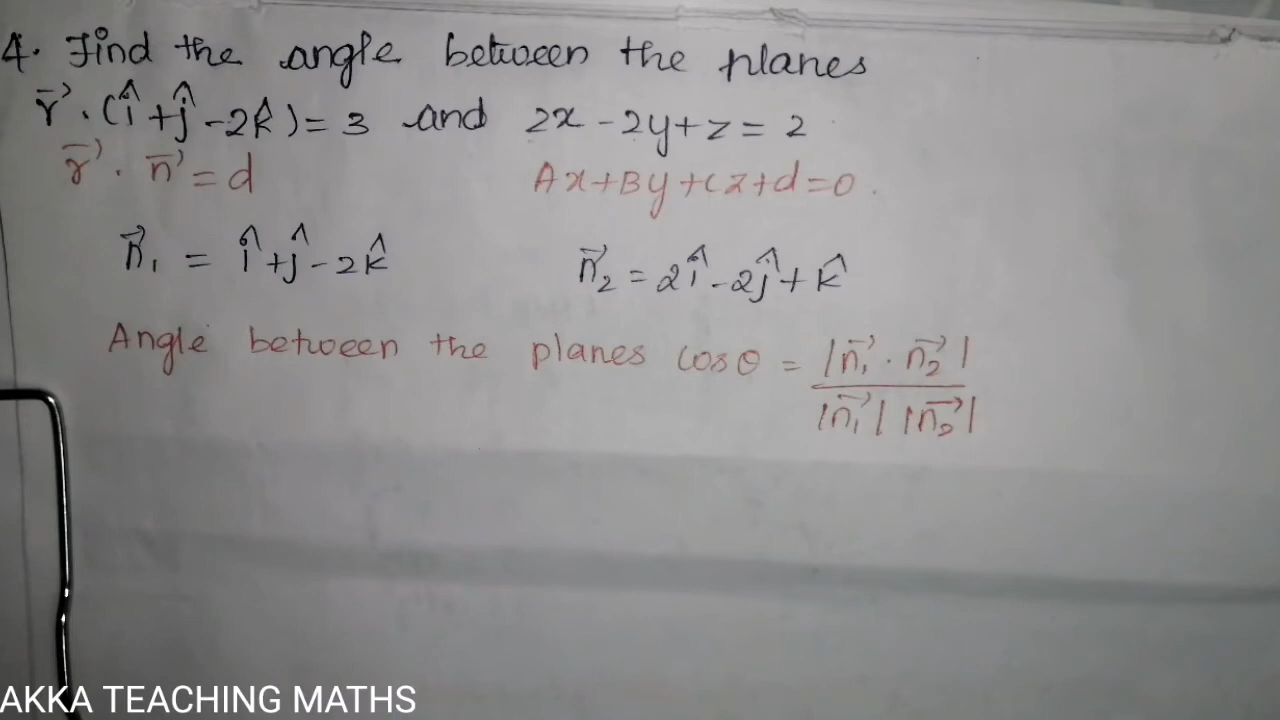 4. Find the angle between the planes
r⃗ · (î + ĵ - 2k̂) = 3 and 2x - 2y + z = 2
r⃗ · n⃗ = d Ax + By + Cz + d = 0.
n⃗₁ = î + ĵ - 2k̂ n⃗₂ = 2î - 2ĵ + k̂
Angle between the planes cos θ = |n⃗₁ · n⃗₂| / |n⃗₁| |n⃗₂|
AKKA TEACHING MATHS